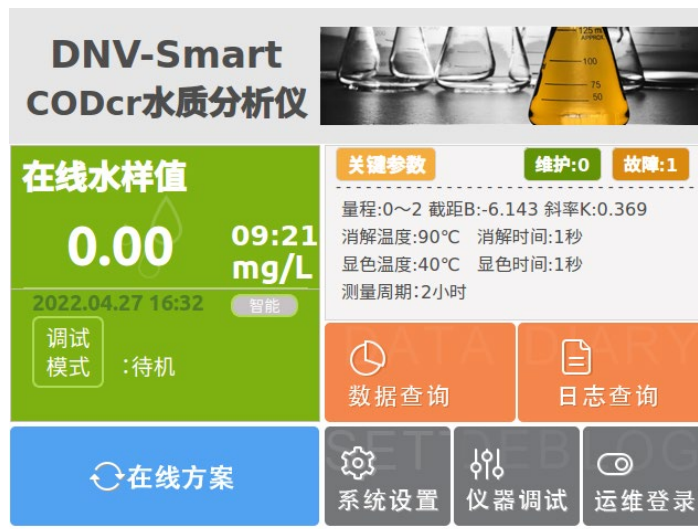 DNV-Smart
CODcr水质分析仪
125 ml
APPROX
100
75
50
在线水样值
0.00
09:21
mg/L
2022.04.27 16:32
智能
调试
模式
:待机
关键参数
维护:0
故障:1
量程:0～2 截距B:-6.143 斜率K:0.369
消解温度:90℃ 消解时间:1秒
显色温度:40℃ 显色时间:1秒
测量周期:2小时
DATA
DIARY
数据查询
日志查询
在线方案
SET
DEB
LOG
系统设置
仪器调试
运维登录